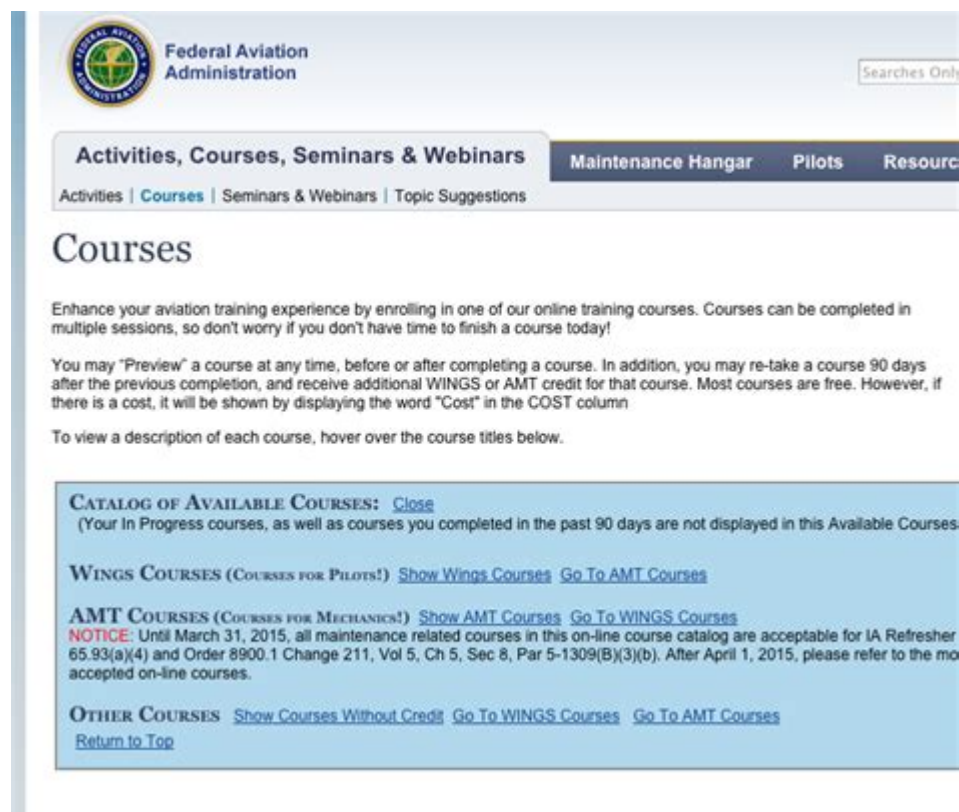 Federal Aviation
Administration
Searches Only
Activities, Courses, Seminars & Webinars
Maintenance Hangar Pilots Resourc
Activities | Courses | Seminars & Webinars | Topic Suggestions
Courses
Enhance your aviation training experience by enrolling in one of our online training courses. Courses can be completed in
multiple sessions, so don't worry if you don't have time to finish a course today!
You may "Preview" a course at any time, before or after completing a course. In addition, you may re-take a course 90 days
after the previous completion, and receive additional WINGS or AMT credit for that course. Most courses are free. However, if
there is a cost, it will be shown by displaying the word "Cost" in the COST column
To view a description of each course, hover over the course titles below.
CATALOG OF AVAILABLE COURSES: Close
(Your In Progress courses, as well as courses you completed in the past 90 days are not displayed in this Available Courses
WINGS COURSES (COURSES FOR PILOTS!) Show Wings Courses Go To AMT Courses
AMT COURSES (COURSES FOR MECHANICS!) Show AMT Courses Go To WINGS Courses
NOTICE: Until March 31, 2015, all maintenance related courses in this on-line course catalog are acceptable for IA Refresher
65.93(a)(4) and Order 8900.1 Change 211, Vol 5, Ch 5, Sec 8, Par 5-1309(B)(3)(b). After April 1, 2015, please refer to the mo
accepted on-line courses.
OTHER COURSES Show Courses Without Credit Go To WINGS Courses Go To AMT Courses
Return to Top